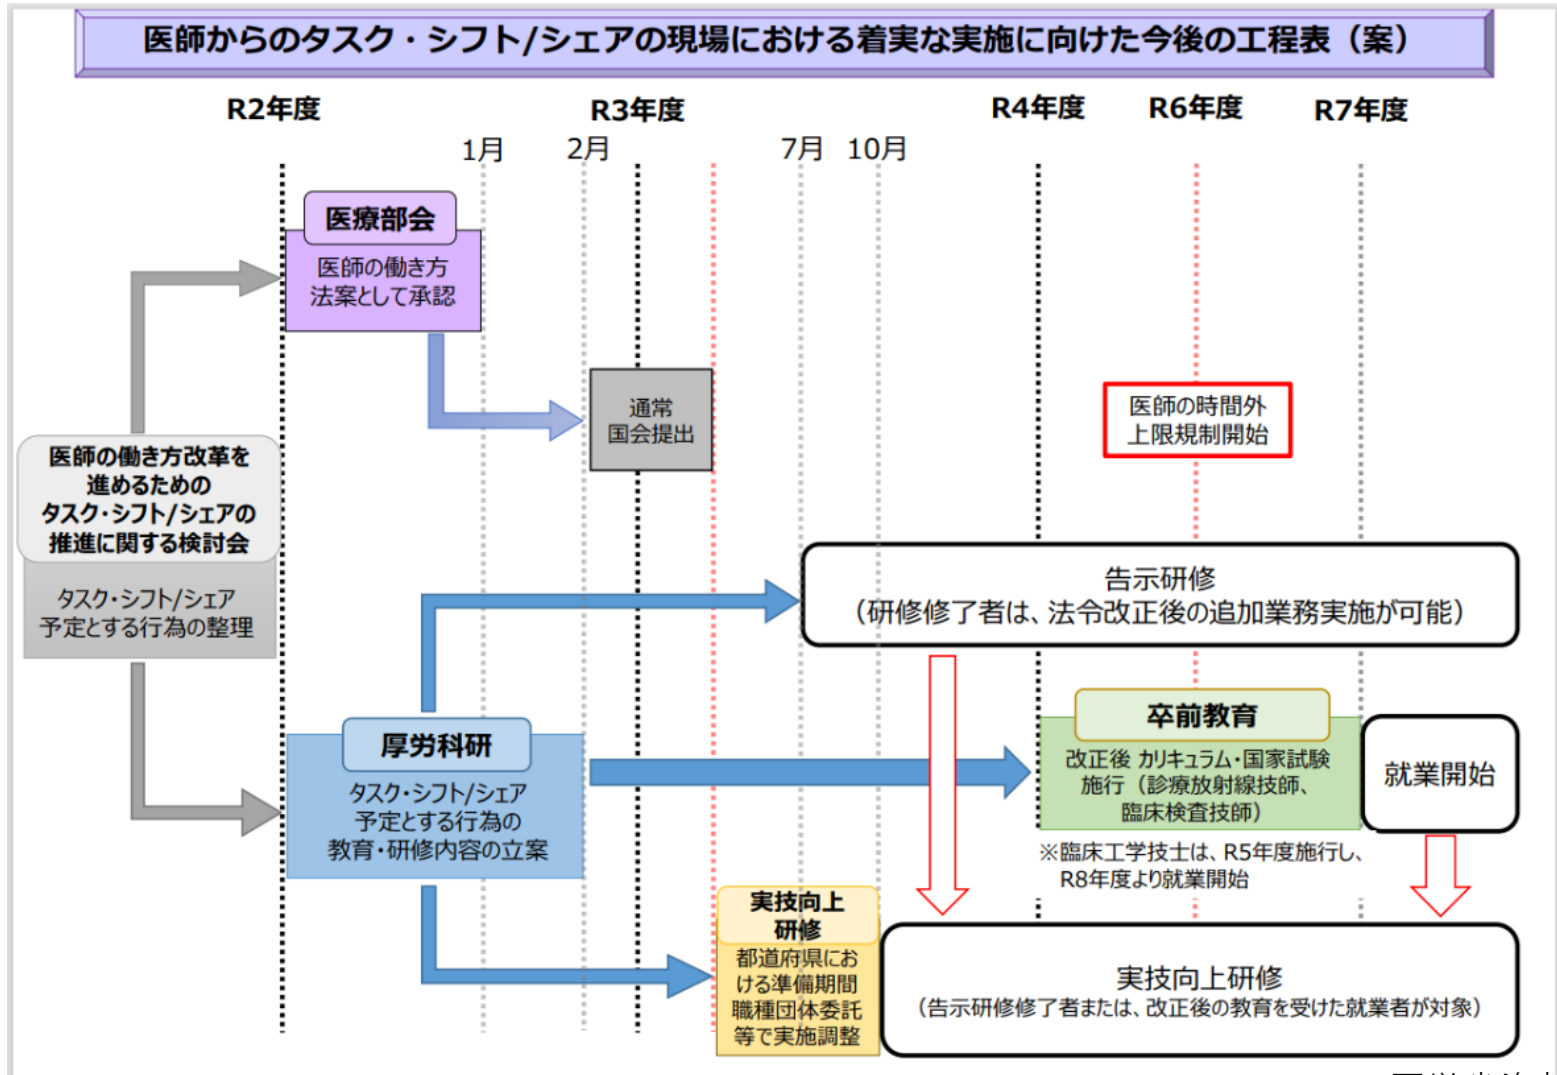 医師からのタスク・シフト/シェアの現場における着実な実施に向けた今後の工程表（案）
R2年度
R3年度
R4年度
R6年度
R7年度
1月
2月
7月
10月
医療部会
医師の働き方
法案として承認
通常
国会提出
医師の時間外
上限規制開始
医師の働き方改革を
進めるための
タスク・シフト/シェアの
推進に関する検討会
タスク・シフト/シェア
予定とする行為の整理
告示研修
（研修修了者は、法令改正後の追加業務実施が可能）
厚労科研
タスク・シフト/シェア
予定とする行為の
教育・研修内容の立案
卒前教育
改正後 カリキュラム・国家試験
施行（診療放射線技師、
臨床検査技師）
就業開始
※臨床工学技士は、R5年度施行し、
R8年度より就業開始
実技向上
研修
都道府県にお
ける準備期間
職種団体委託
等で実施調整
実技向上研修
（告示研修修了者または、改正後の教育を受けた就業者が対象）